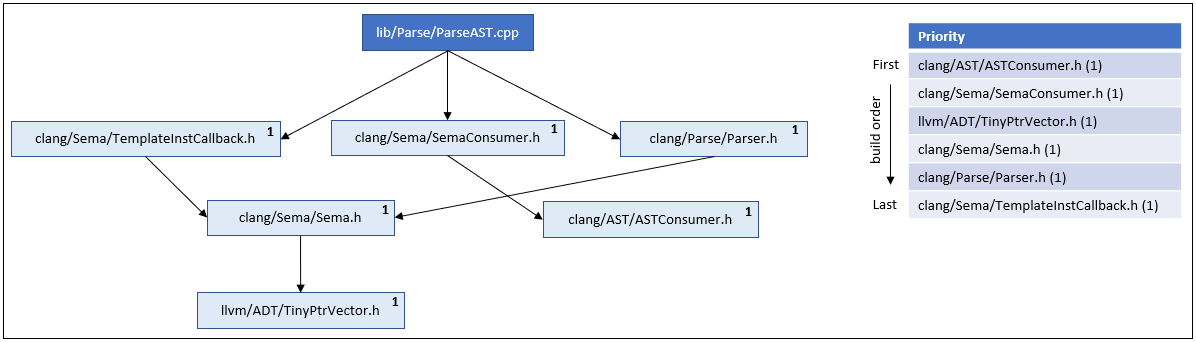 lib/Parse/ParseAST.cpp
clang/Sema/TemplateInstCallback.h 1
clang/Sema/SemaConsumer.h 1
clang/Parse/Parser.h 1
clang/Sema/Sema.h 1
clang/AST/ASTConsumer.h 1
llvm/ADT/TinyPtrVector.h 1
Priority
First
build order
Last
clang/AST/ASTConsumer.h (1)
clang/Sema/SemaConsumer.h (1)
llvm/ADT/TinyPtrVector.h (1)
clang/Sema/Sema.h (1)
clang/Parse/Parser.h (1)
clang/Sema/TemplateInstCallback.h (1)